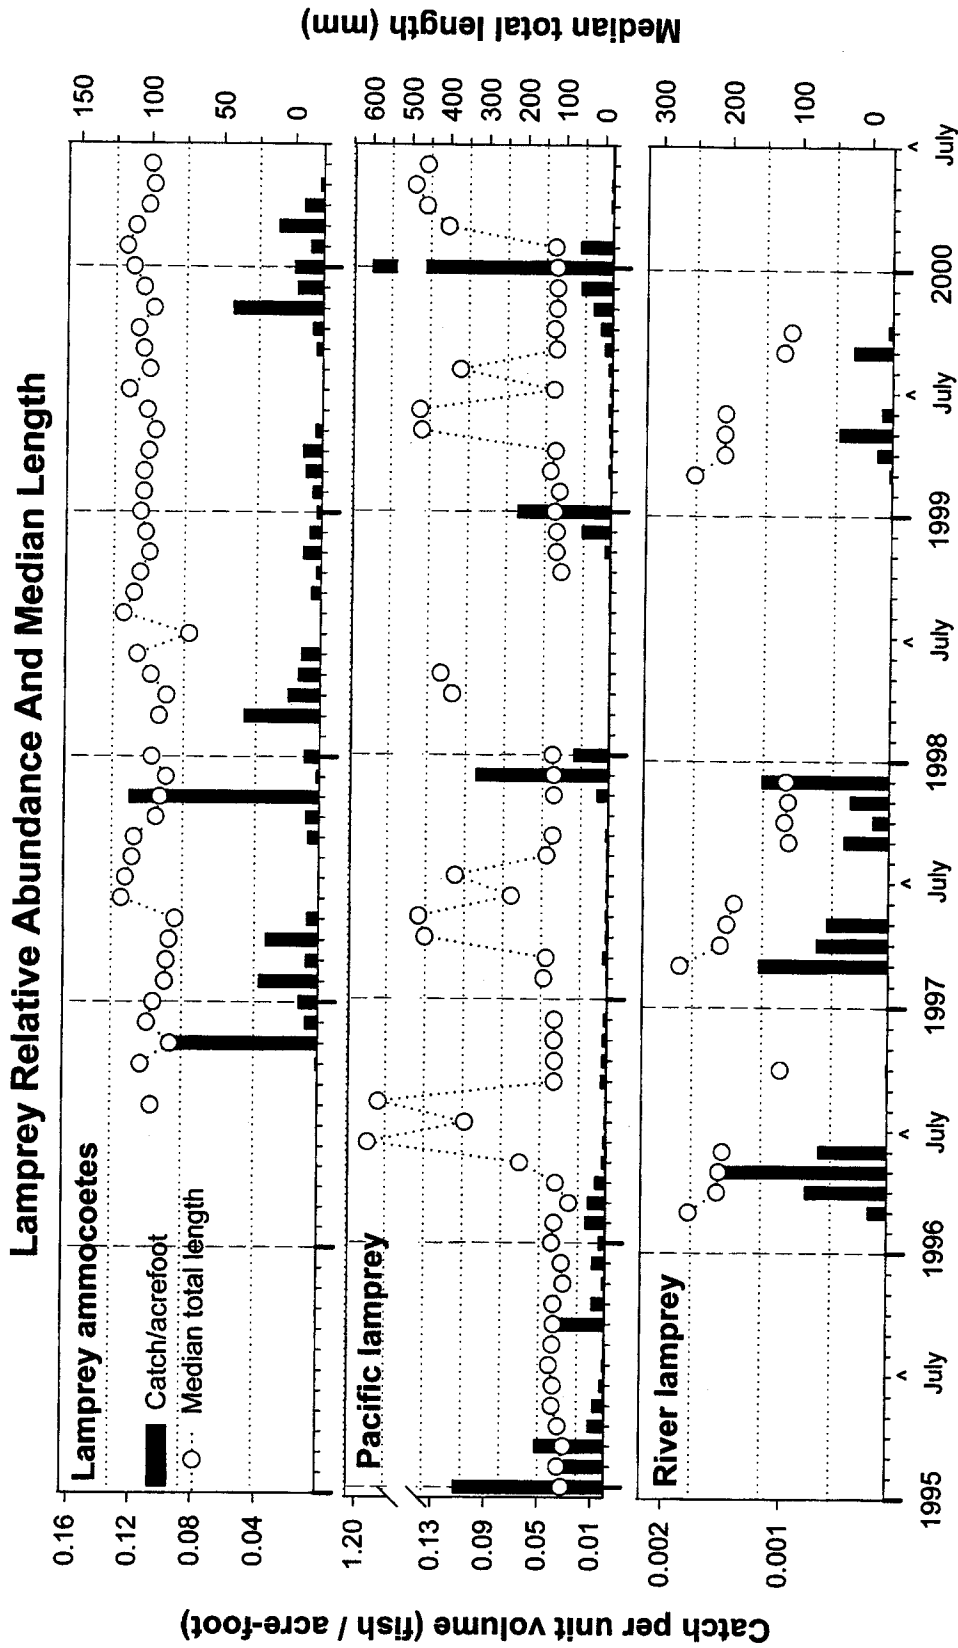 Lamprey Relative Abundance And Median Length
Catch per unit volume (fish / acre-foot)
Median total length (mm)
Lamprey ammocoetes
Catch/acrefoot
Median total length
0.16
0.12
0.08
0.04
150
100
50
0
Pacific lamprey
1.20
0.13
0.09
0.05
0.01
600
500
400
300
200
100
0
River lamprey
0.002
0.001
300
200
100
0
1995
^
July
1996
^
July
1997
^
July
1998
^
July
1999
^
July
2000
^
July